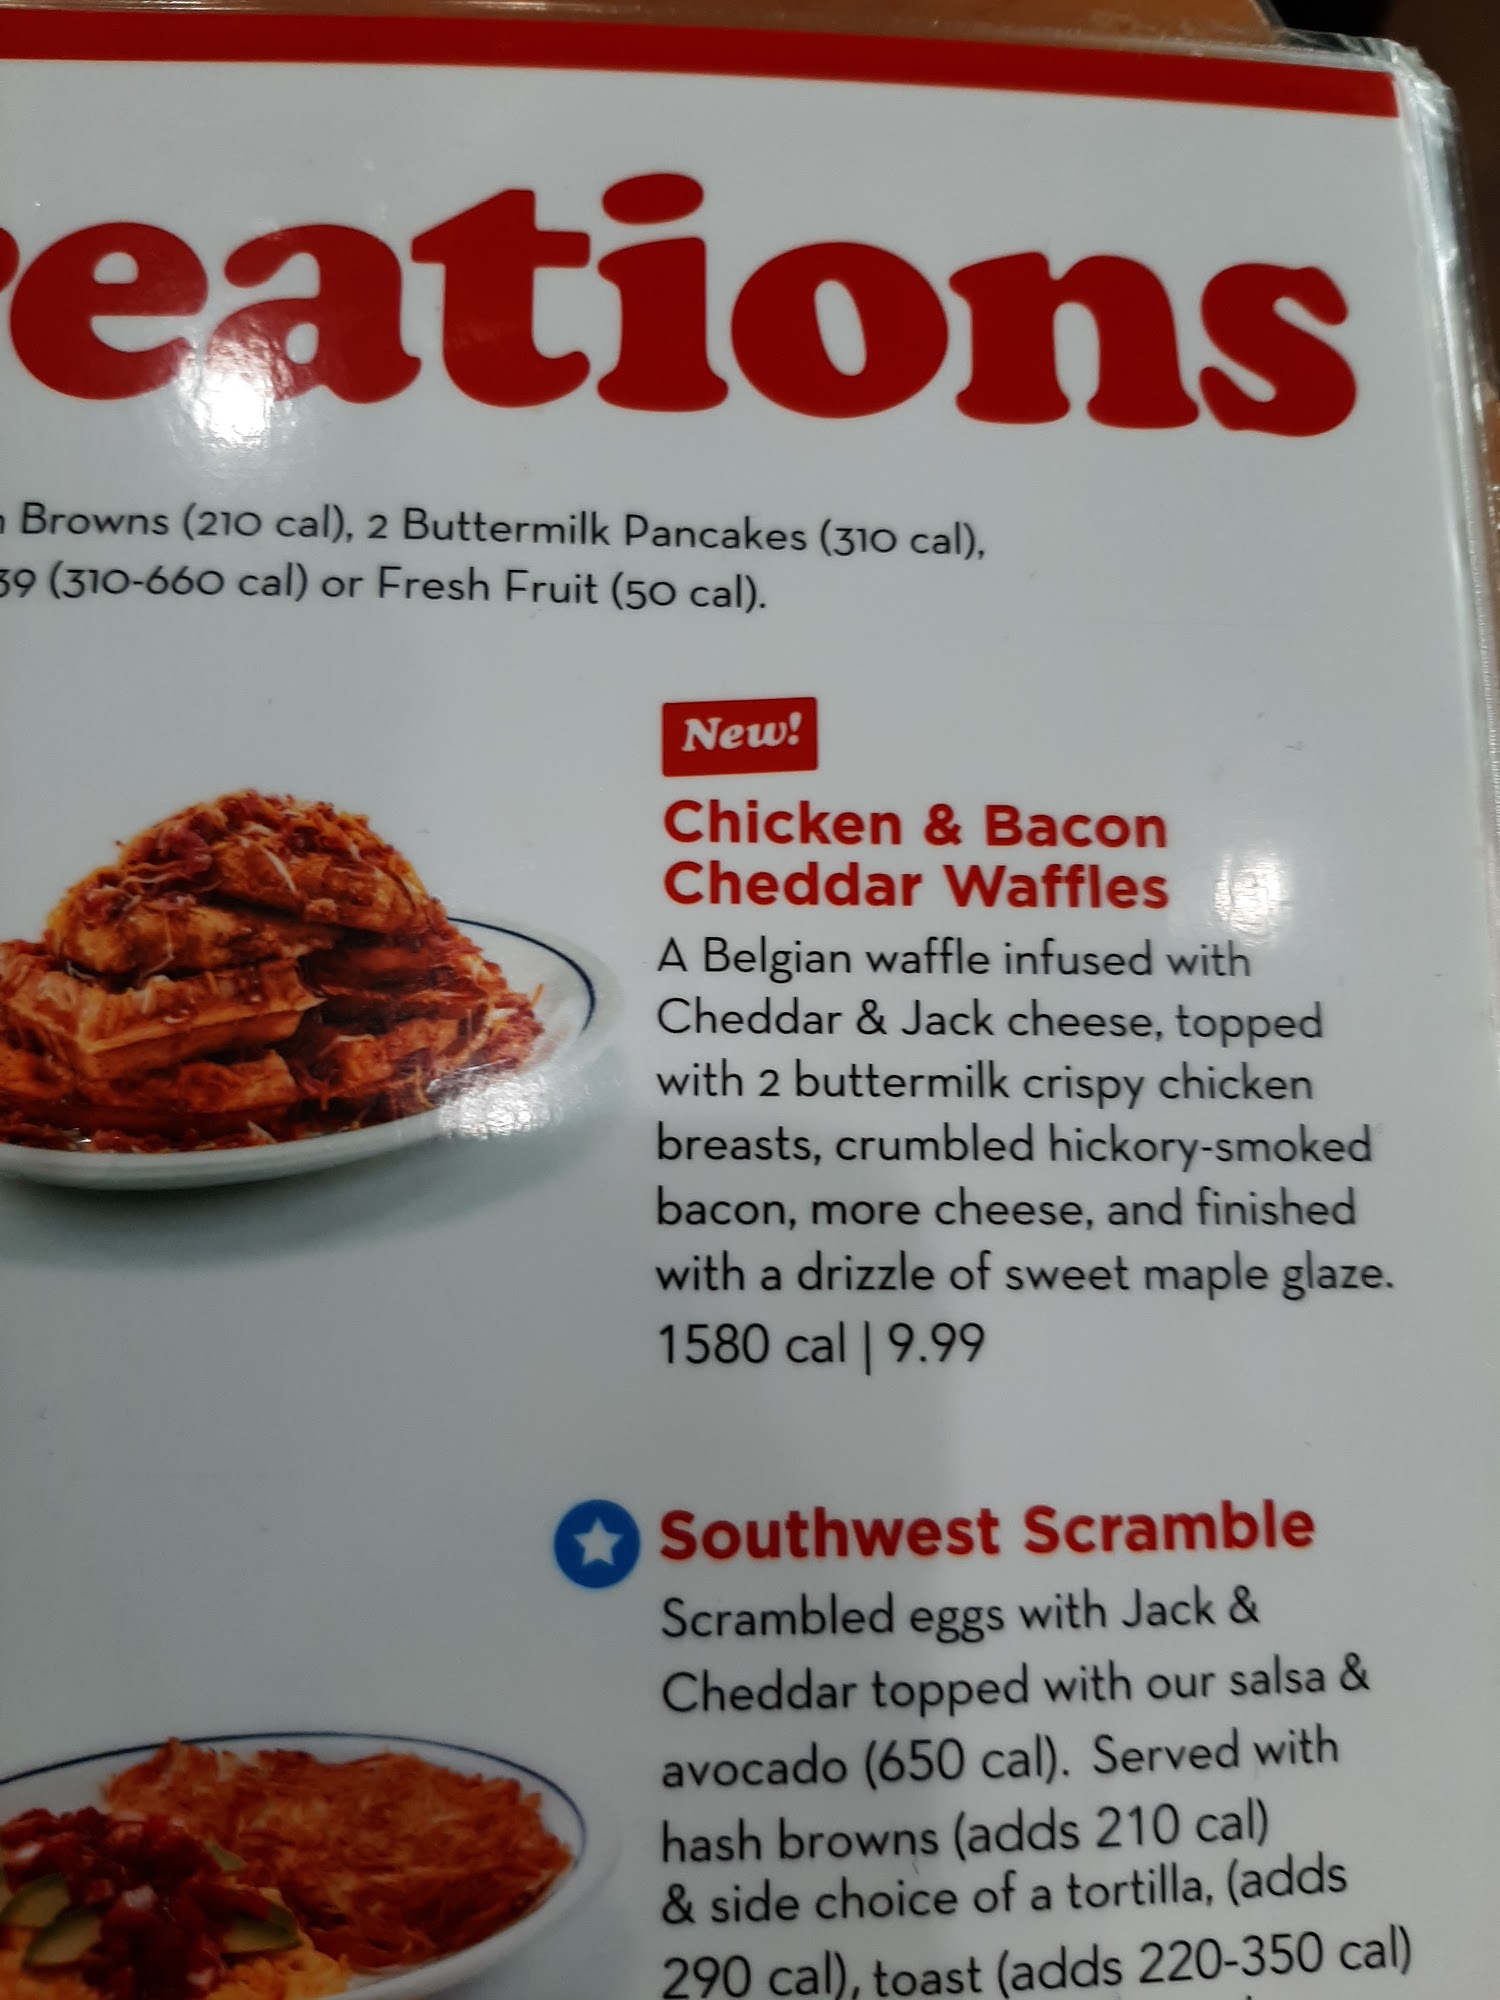 reations
Browns (210 cal), 2 Buttermilk Pancakes (310 cal),
39 (310-660 cal) or Fresh Fruit (50 cal).
New!
Chicken & Bacon
Cheddar Waffles
A Belgian waffle infused with
Cheddar & Jack cheese, topped
with 2 buttermilk crispy chicken
breasts, crumbled hickory-smoked
bacon, more cheese, and finished
with a drizzle of sweet maple glaze.
1580 cal | 9.99
Southwest Scramble
Scrambled eggs with Jack &
Cheddar topped with our salsa &
avocado (650 cal). Served with
hash browns (adds 210 cal)
& side choice of a tortilla, (adds
290 cal), toast (adds 220-350 cal)